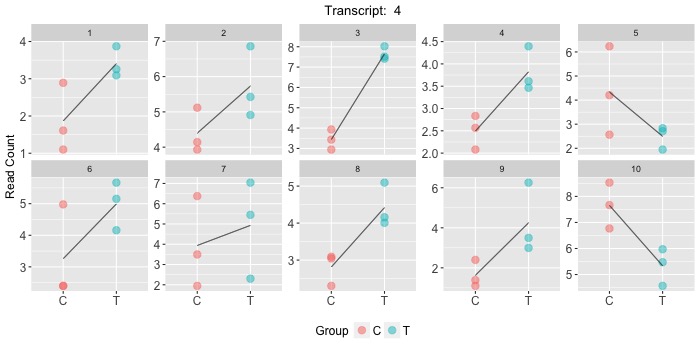 Transcript: 4
1 2 3 4 5
4 7 8 4.5 6
3 6 7 4.0 5
2 5 6 3.5 4
1 4 5 3.0 3
4 2.5 2
3 2.0
Read Count
6 7 8 9 10
5 7 5 6 8
4 6 4 4 7
3 5 3 2 6
4 5
3
2
C T C T C T C T C T
Group C T